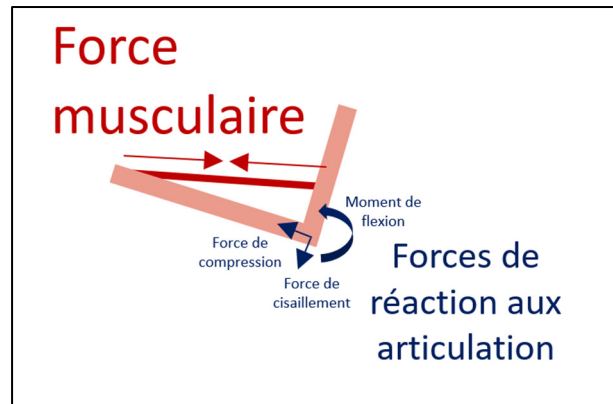 Force
musculaire
Moment de
flexion
Force de
compression
Force de
cisaillement
Forces de
réaction aux
articulation